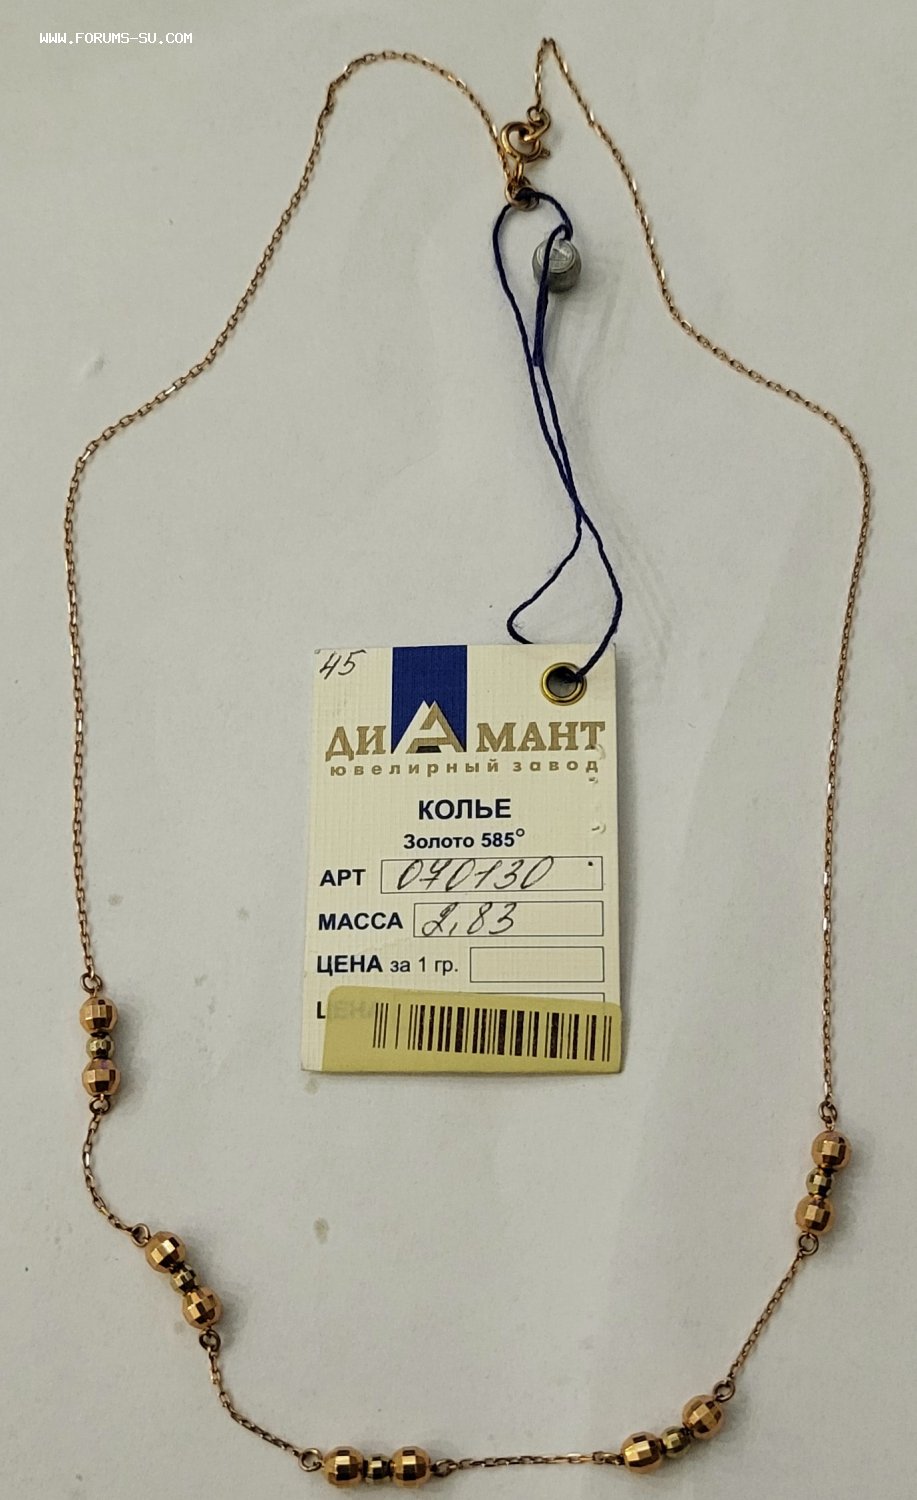 WWW.FORUMS-SU.COM
45
ДИАМАНТ
ювелирный завод
КОЛЬЕ
Золото 585°
АРТ 070130
МАССА 2,83
ЦЕНА за 1 гр.
ЦЕНА